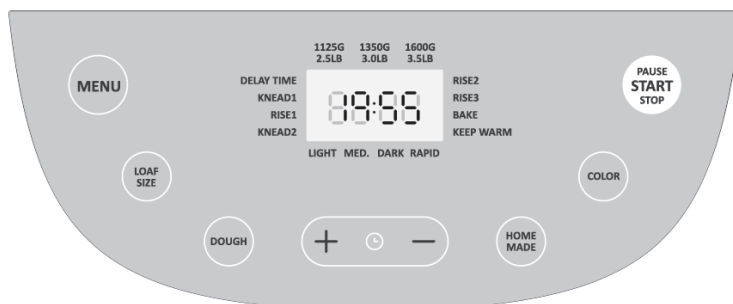 1125G 1350G 1600G
2.5LB 3.0LB 3.5LB
MENU
DELAY TIME
KNEAD1
RISE1
KNEAD2
19:55
RISE2
RISE3
BAKE
KEEP WARM
LIGHT MED. DARK RAPID
PAUSE
START
STOP
LOAF
SIZE
COLOR
DOUGH
+
−
HOME
MADE